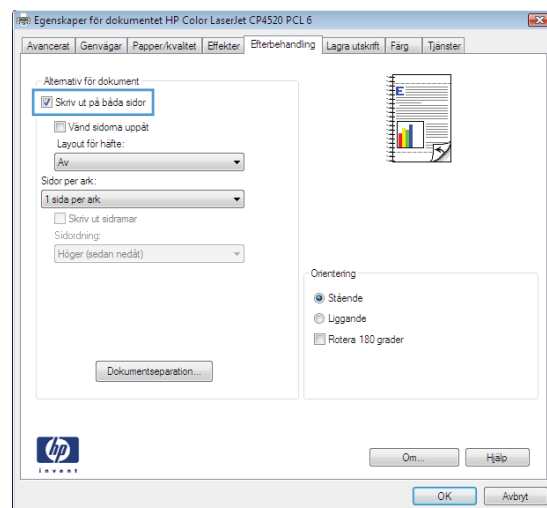 Egenskaper för dokumentet HP Color LaserJet CP4520 PCL 6
Avancerat Genvägar Papper/kvalitet Effekter Efterbehandling Lagra utskrift Färg Tjänster
Alternativ för dokument
Skriv ut på båda sidor
Vänd sidorna uppåt
Layout för häfte:
Av
Sidor per ark:
1 sida per ark
Skriv ut sidramar
Sidordning:
Höger (sedan nedåt)
E
Orientering
Stående
Liggande
Rotera 180 grader
Dokumentseparation...
hp
invent
Om... Hjälp
OK Avbryt